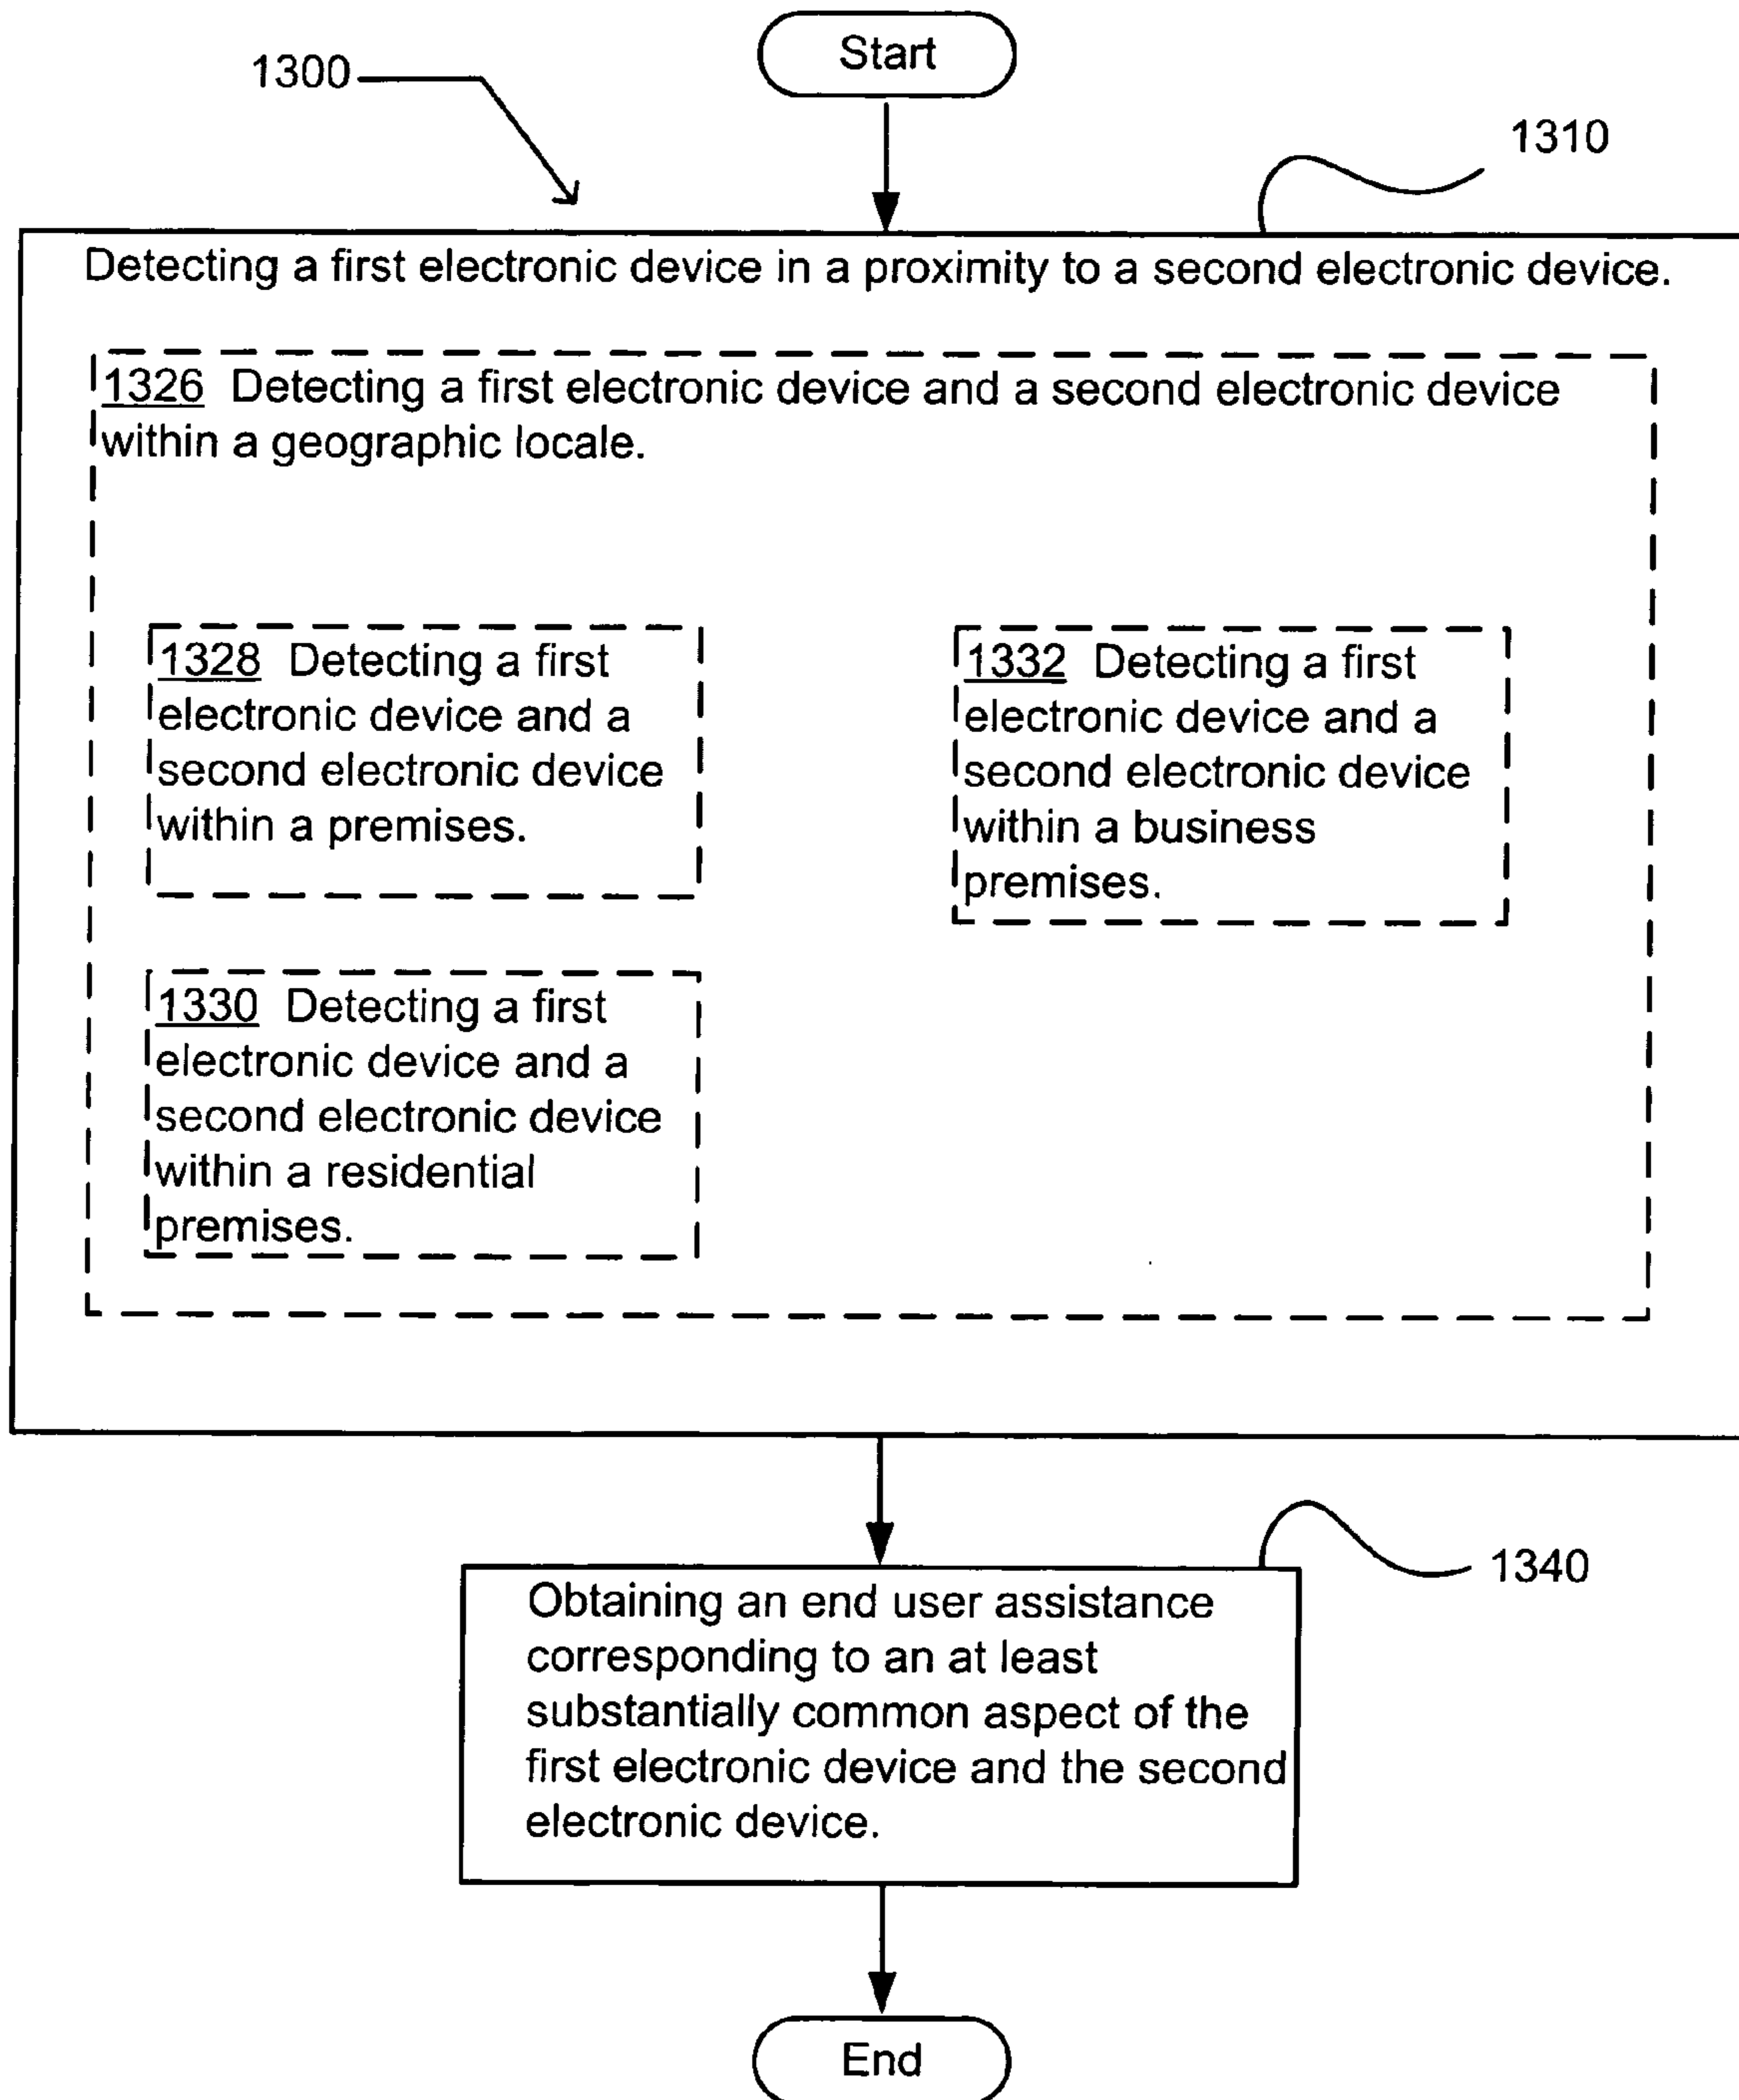 Start
1300
1310
Detecting a first electronic device in a proximity to a second electronic device.
1326 Detecting a first electronic device and a second electronic device
within a geographic locale.
1328 Detecting a first
electronic device and a
second electronic device
within a premises.
1332 Detecting a first
electronic device and a
second electronic device
within a business
premises.
1330 Detecting a first
electronic device and a
second electronic device
within a residential
premises.
1340
Obtaining an end user assistance
corresponding to an at least
substantially common aspect of the
first electronic device and the second
electronic device.
End